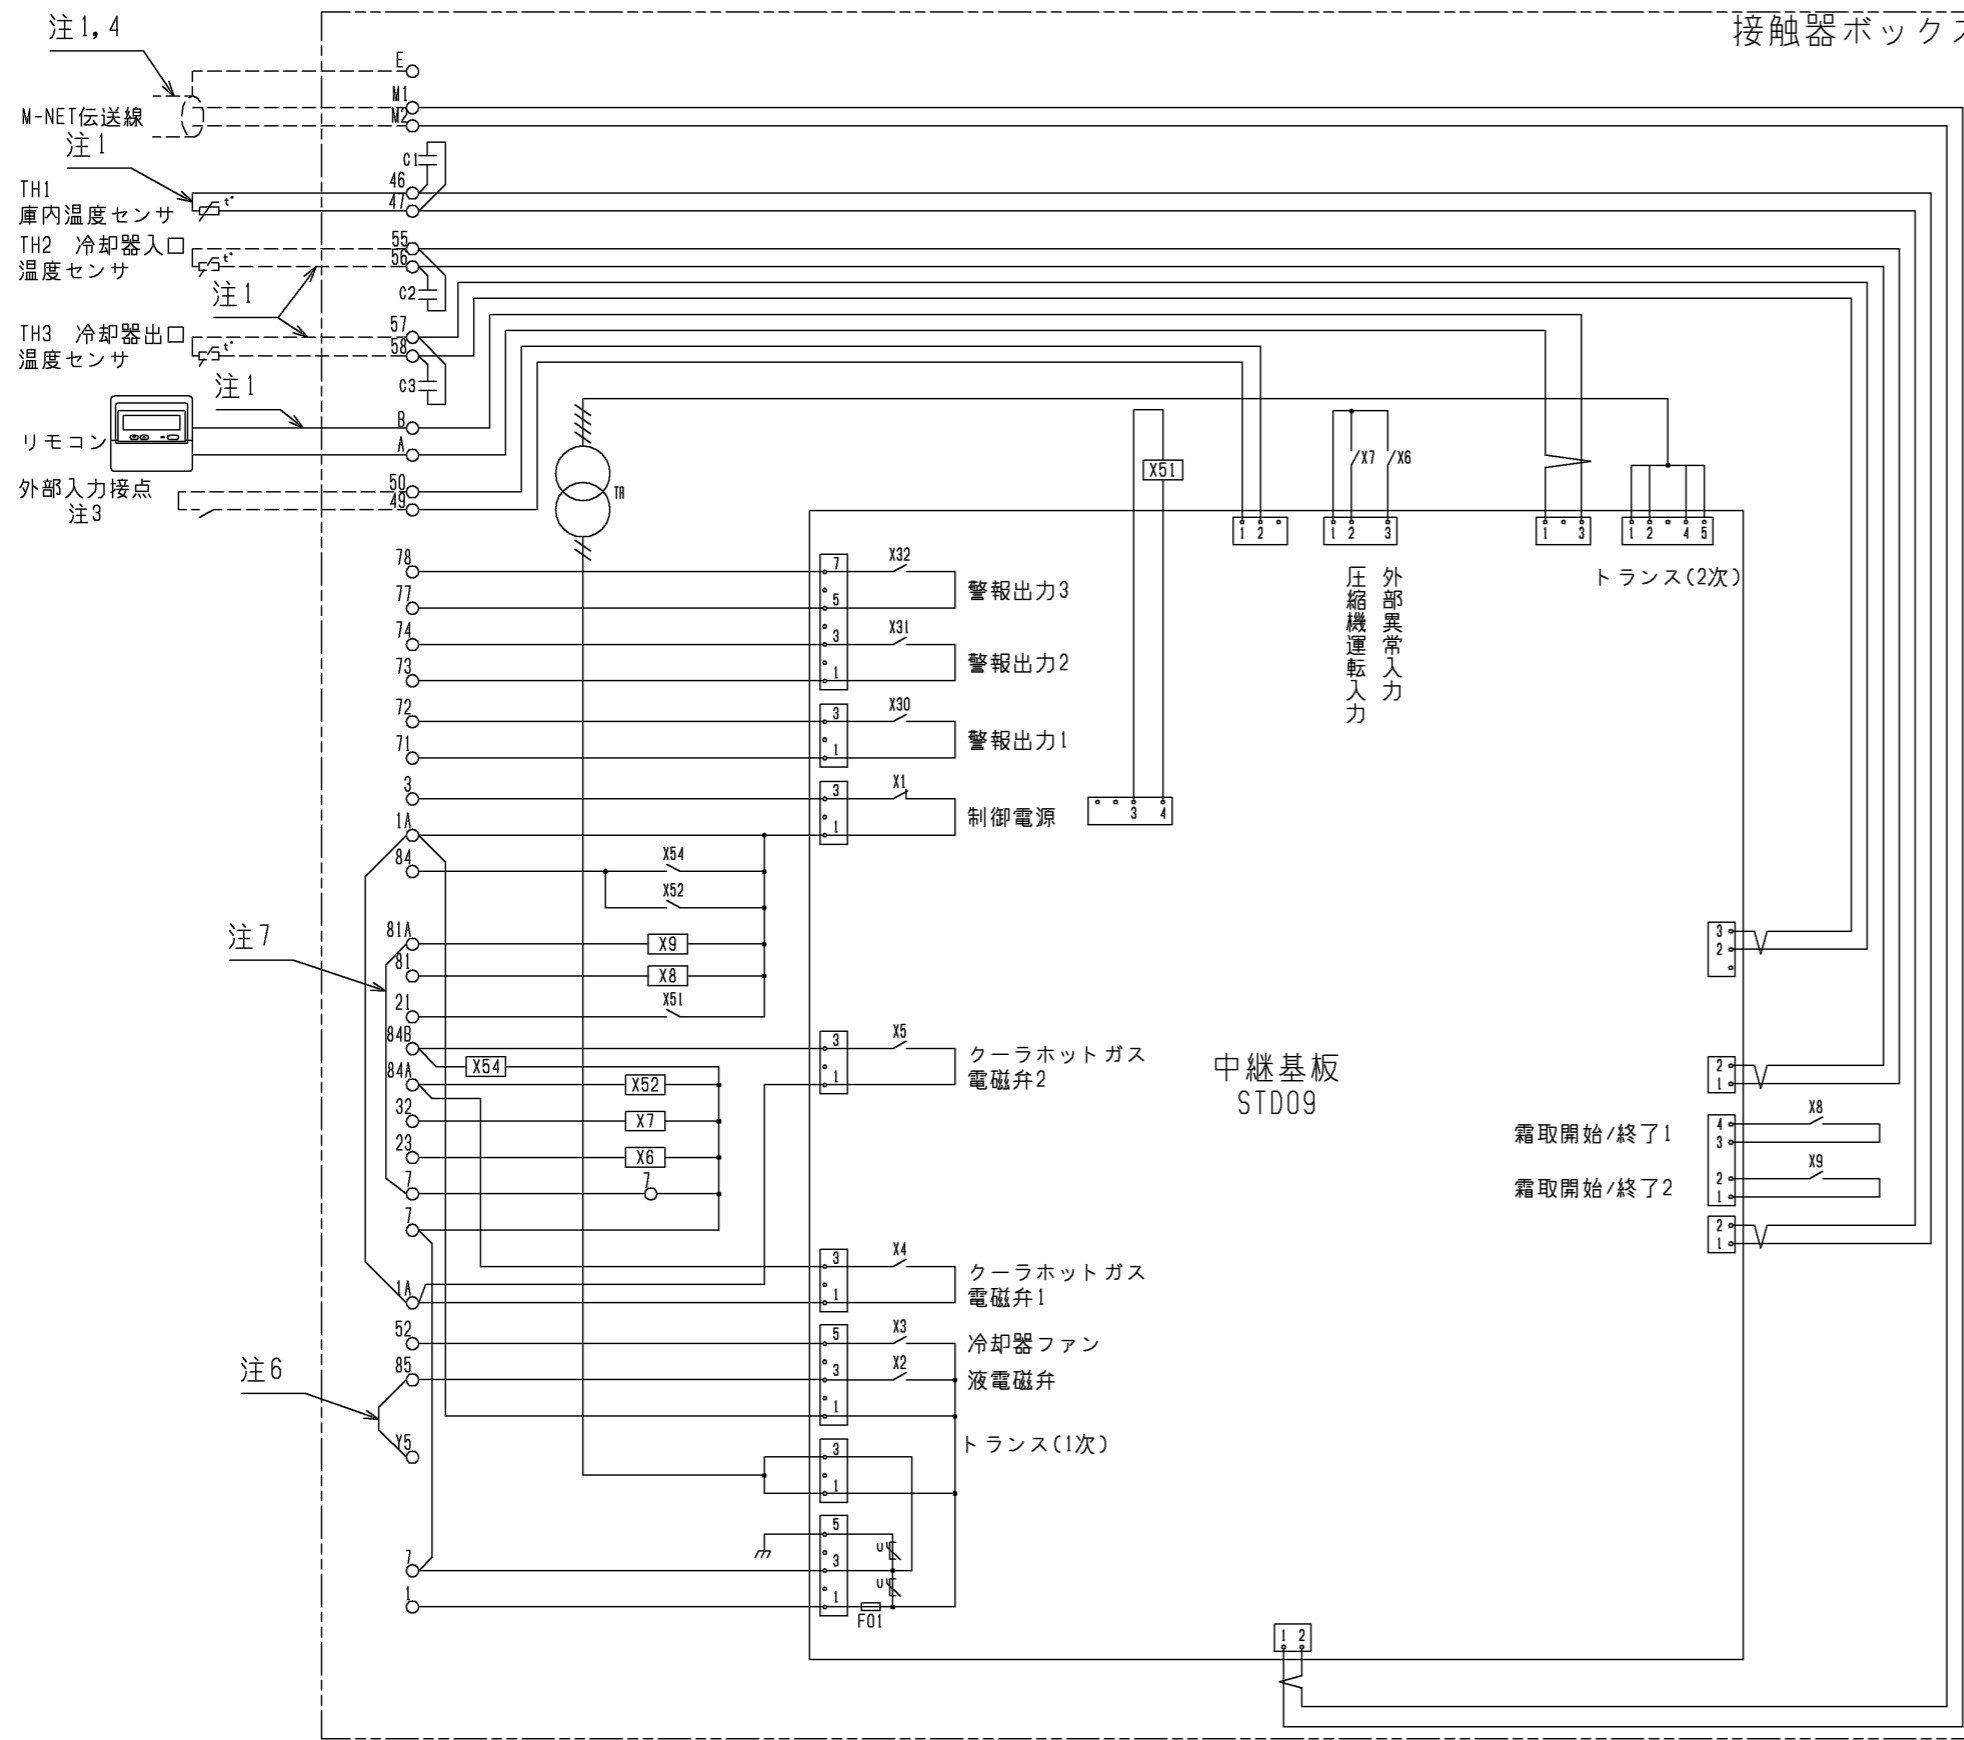 接触器ボックス
注1,4
E
M1
M2
M-NET伝送線
注1
C1
TH1
庫内温度センサ
t°
46
47
TH2 冷却器入口
温度センサ
t°
55
56
C2
注1
TH3 冷却器出口
温度センサ
t°
57
58
C3
注1
リモコン
B
A
外部入力接点
注3
50
49
TR
X51
X7
X6
1 2
1 2 3
1 3
1 2 4 5
圧縮機運転入力
外部異常入力
トランス(2次)
78
7
X32
警報出力3
77
5
74
3
X31
警報出力2
73
1
72
3
X30
警報出力1
71
1
3
3
X1
制御電源
3 4
1A
1
84
X54
X52
注7
81A
X9
81
X8
21
X51
3
2
84B
X54
3
X5
クーラホットガス
電磁弁2
84A
X52
1
中継基板
STD09
2
1
32
X7
23
X6
霜取開始/終了1
4
3
X8
7
7
霜取開始/終了2
2
1
X9
7
2
1
3
X4
クーラホットガス
電磁弁1
1A
1
52
5
X3
冷却器ファン
注6
85
3
X2
液電磁弁
1
Y5
3
トランス(1次)
1
5
U
7
3
U
1
1
F01
1 2